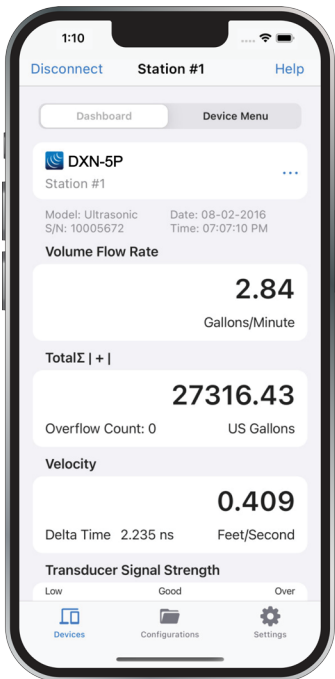 1:10
Disconnect Station #1 Help
Dashboard Device Menu
DXN-5P
Station #1
...
Model: Ultrasonic Date: 08-02-2016
S/N: 10005672 Time: 07:07:10 PM
Volume Flow Rate
2.84
Gallons/Minute
TotalΣ | + |
27316.43
Overflow Count: 0 US Gallons
Velocity
0.409
Delta Time 2.235 ns Feet/Second
Transducer Signal Strength
Low Good Over
Devices Configurations Settings